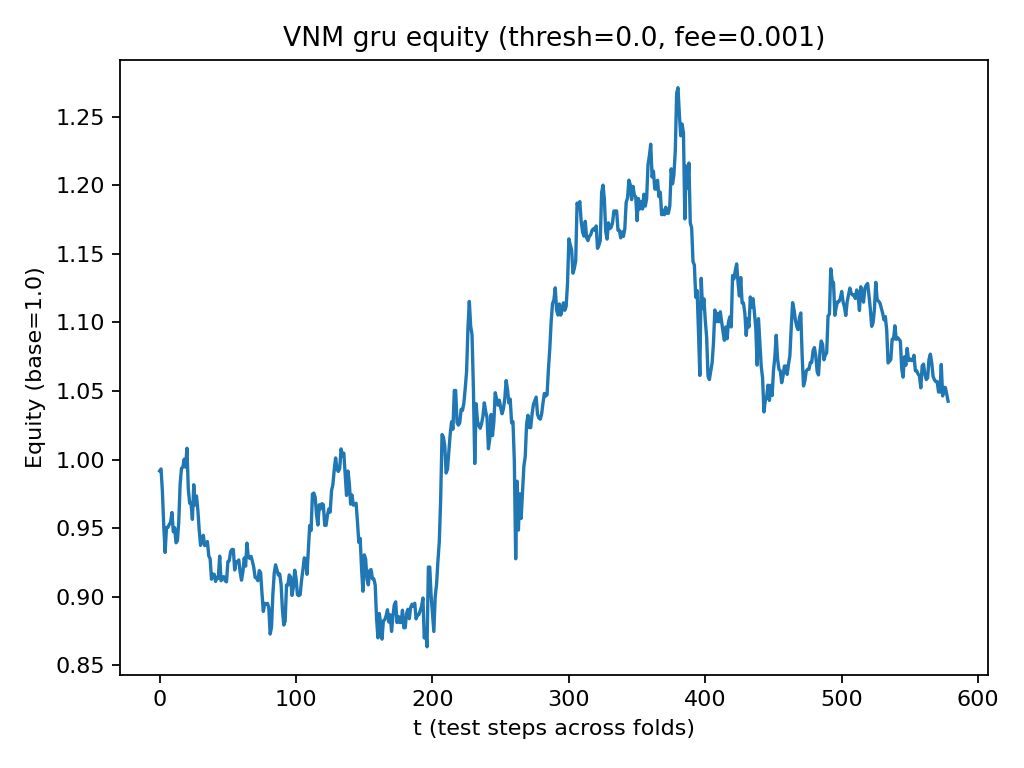 VNM gru equity (thresh=0.0, fee=0.001)
Equity (base=1.0)
1.25
1.20
1.15
1.10
1.05
1.00
0.95
0.90
0.85
0 100 200 300 400 500 600
t (test steps across folds)